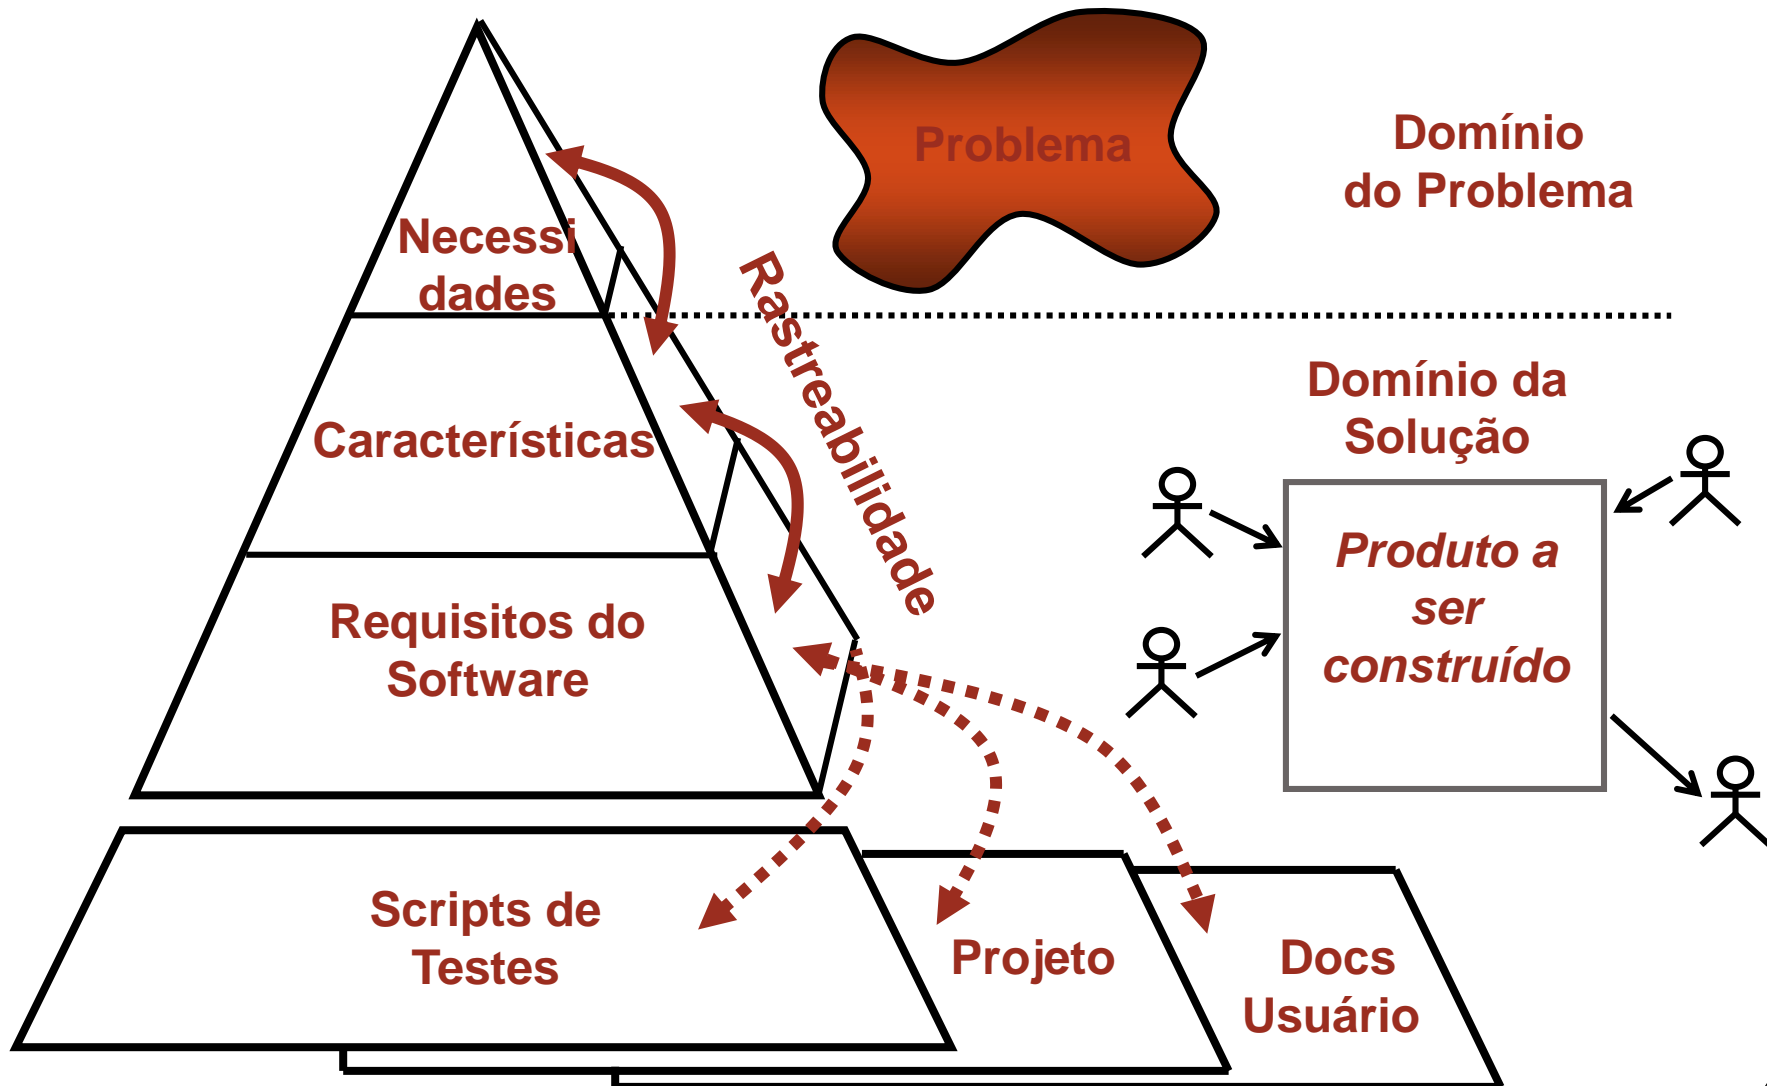 Problema
Domínio
do Problema
Necessi
dades
Rastreabilidade
Domínio da
Solução
Características
Produto a
ser
construído
Requisitos do
Software
Scripts de
Testes
Projeto
Docs
Usuário